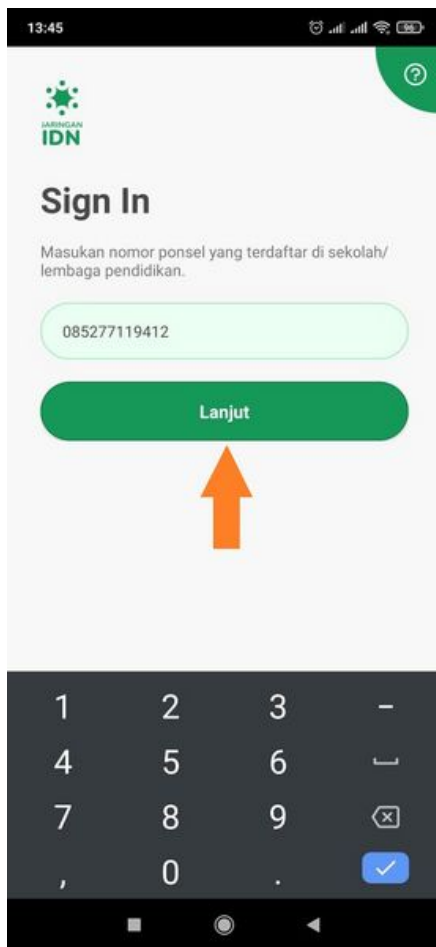 13:45
96
JARINGAN
IDN
Sign In
Masukan nomor ponsel yang terdaftar di sekolah/
lembaga pendidikan.
085277119412
Lanjut
1 2 3 -
4 5 6
7 8 9
, 0 .